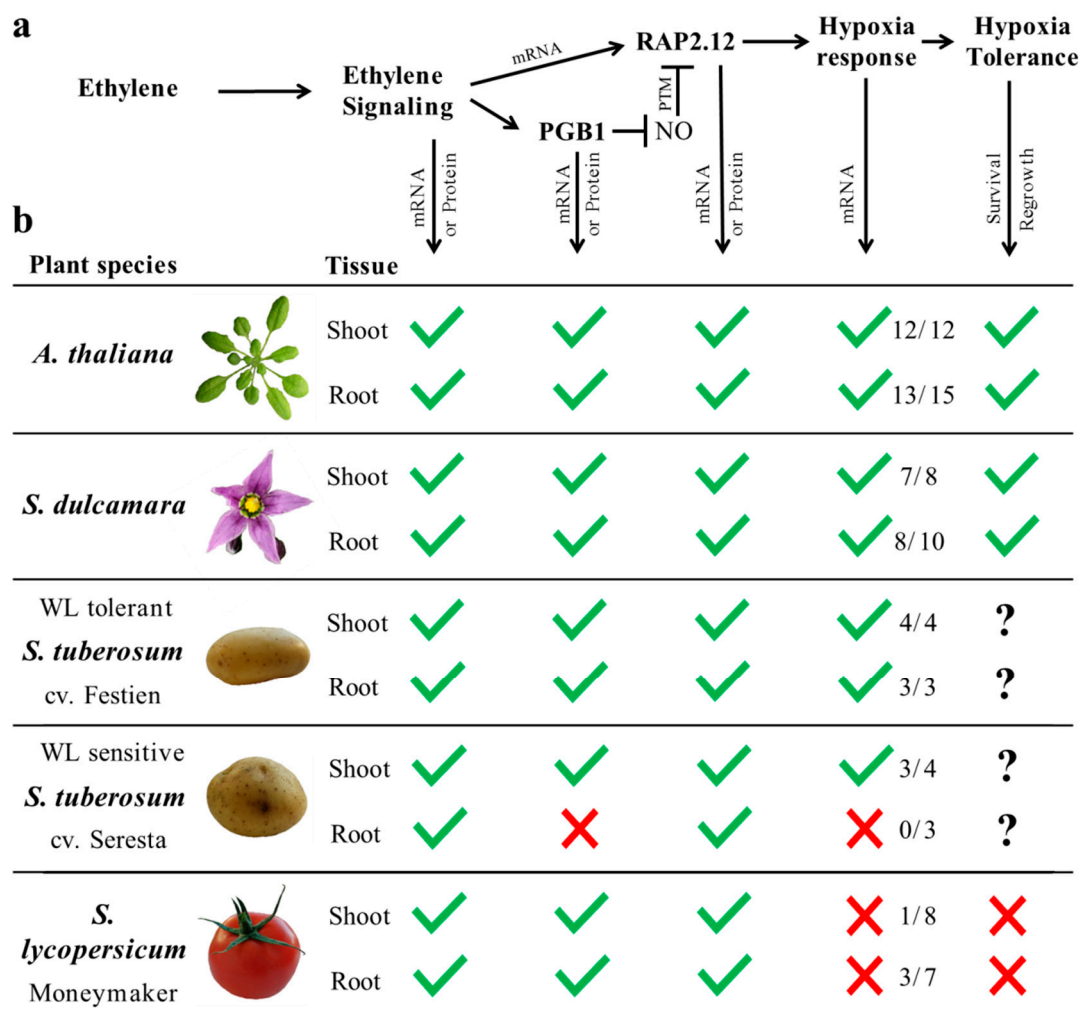 a
Ethylene
Ethylene
Signaling
mRNA
RAP2.12
Hypoxia
response
Hypoxia
Tolerance
PGB1
NO
PTM
mRNA
or Protein
mRNA
or Protein
mRNA
or Protein
mRNA
Survival
Regrowth
b
Plant species
Tissue
A. thaliana
Shoot
12/12
Root
13/15
S. dulcamara
Shoot
7/8
Root
8/10
WL tolerant
S. tuberosum
cv. Festien
Shoot
4/4
?
Root
3/3
?
WL sensitive
S. tuberosum
cv. Seresta
Shoot
3/4
?
Root
0/3
?
S.
lycopersicum
Moneymaker
Shoot
1/8
Root
3/7